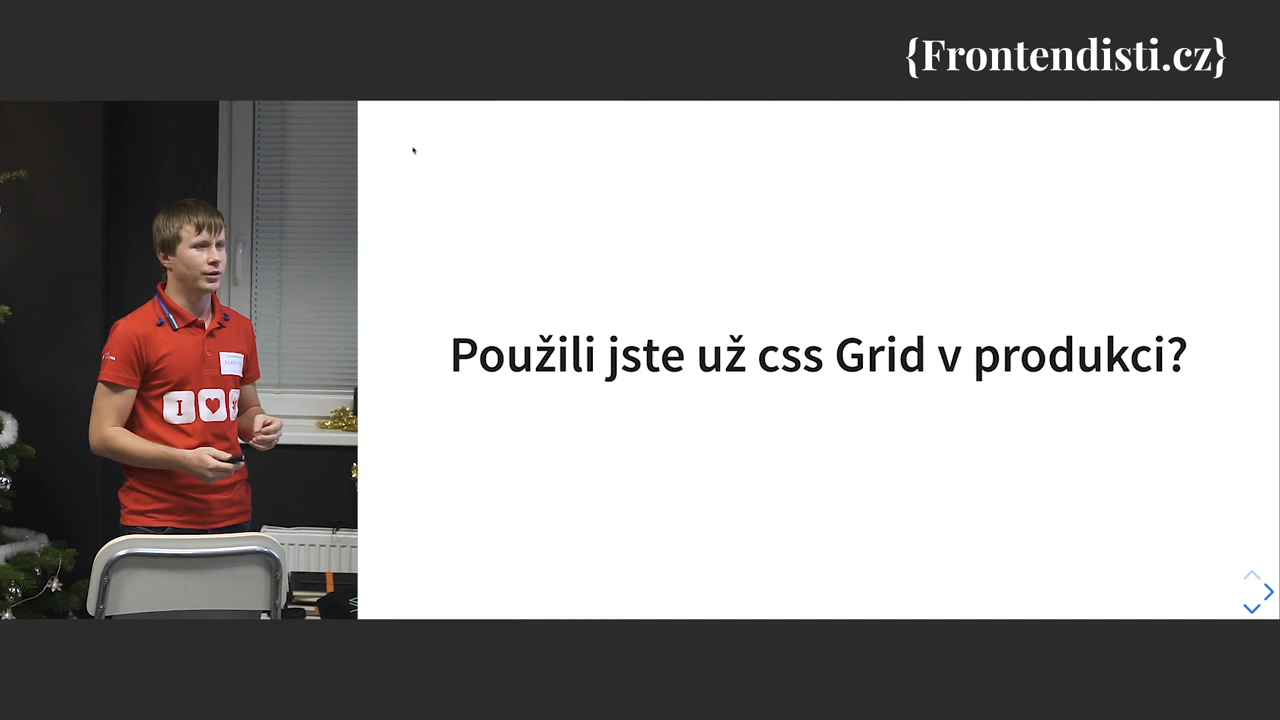 {Frontendisti.cz}
Použili jste už css Grid v produkci?
I